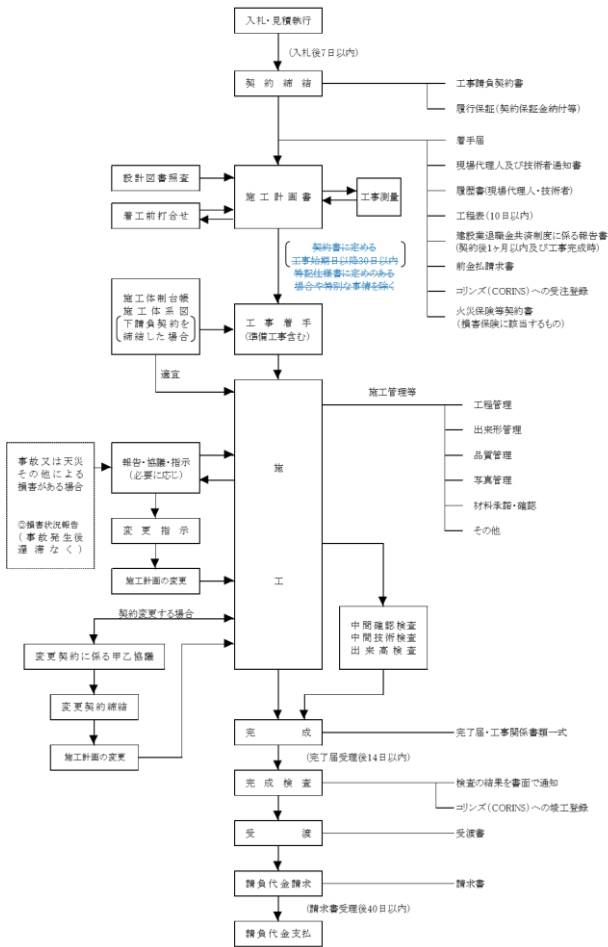 入札・見積執行
(入札後7日以内)
契約締結
工事請負契約書
履行保証(契約保証金納付等)
着手届
現場代理人及び技術者通知書
履歴書(現場代理人・技術者)
工程表(10日以内)
建設業退職金共済制度に係る報告書
(契約後1ヶ月以内及び工事完成時)
前金払請求書
コリンズ(CORINS)への受注登録
火災保険等契約書
(損害保険に該当するもの)
設計図書照査
着工前打合せ
施工計画書
工事測量
契約書に定める
工事始期日以降30日以内
特記仕様書に定めのある
場合や特別な事情を除く
施工体制台帳
施工体系図
下請負契約を
締結した場合
工事着手
(準備工事含む)
適宜
施工
施工管理等
工程管理
出来形管理
品質管理
写真管理
材料承諾・確認
その他
事故又は天災
その他による
損害がある場合
◎損害状況報告
(事故発生後
遅滞なく)
報告・協議・指示
(必要に応じ)
変更指示
施工計画の変更
契約変更する場合
変更契約に係る甲乙協議
変更契約締結
施工計画の変更
中間確認検査
中間技術検査
出来高検査
完成
完了届・工事関係書類一式
(完了届受理後14日以内)
完成検査
検査の結果を書面で通知
コリンズ(CORINS)への竣工登録
受渡
受渡書
請負代金請求
請求書
(請求書受理後40日以内)
請負代金支払